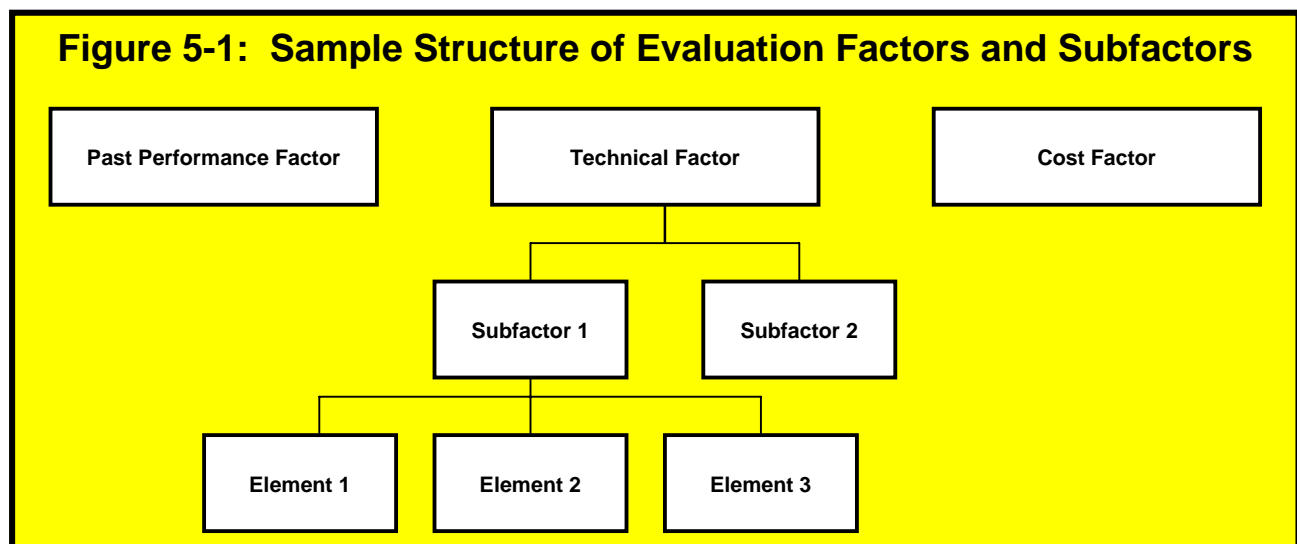 Figure 5-1: Sample Structure of Evaluation Factors and Subfactors
Past Performance Factor
Technical Factor
Cost Factor
Subfactor 1
Subfactor 2
Element 1
Element 2
Element 3